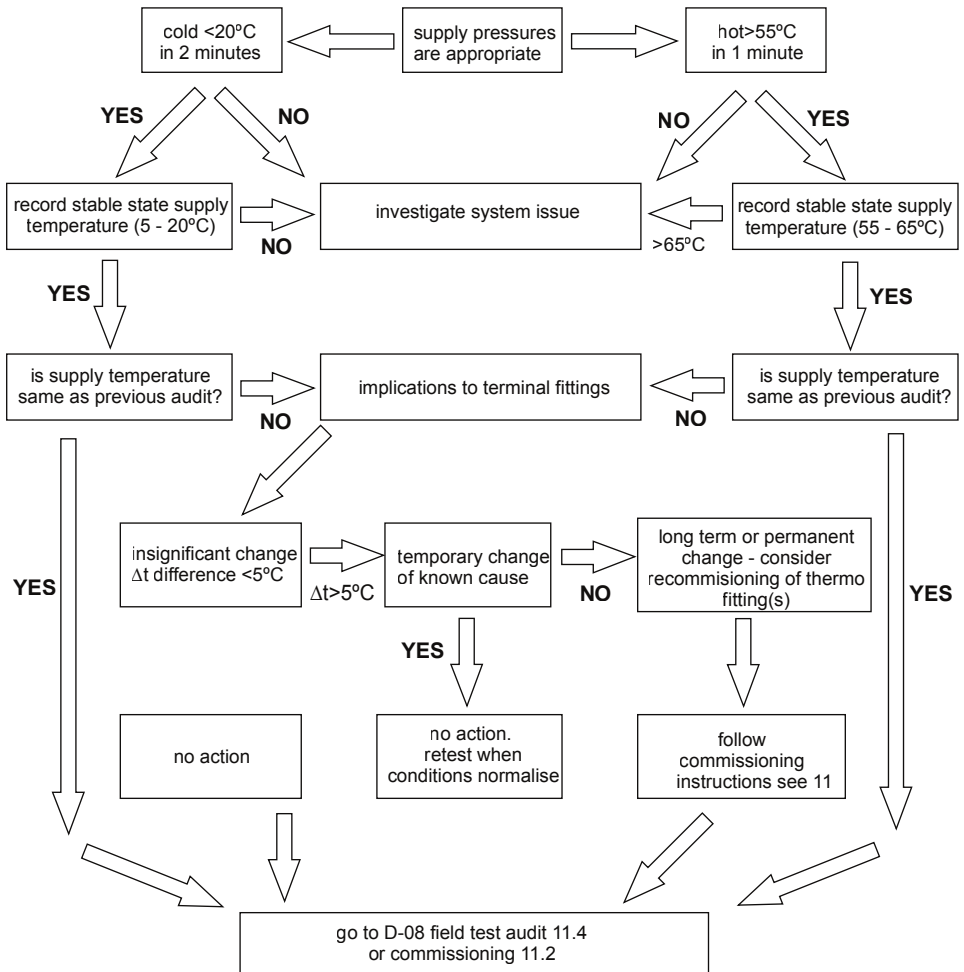 cold <20ºC
in 2 minutes
supply pressures
are appropriate
hot>55ºC
in 1 minute
YES
NO
NO
YES
record stable state supply
temperature (5 - 20ºC)
NO
investigate system issue
>65ºC
record stable state supply
temperature (55 - 65ºC)
YES
YES
is supply temperature
same as previous audit?
NO
implications to terminal fittings
NO
is supply temperature
same as previous audit?
insignificant change
Δt difference <5ºC
Δt>5ºC
temporary change
of known cause
NO
long term or permanent
change - consider
recommisioning of thermo
fitting(s)
YES
YES
YES
no action
no action.
retest when
conditions normalise
follow
commissioning
instructions see 11
go to D-08 field test audit 11.4
or commissioning 11.2